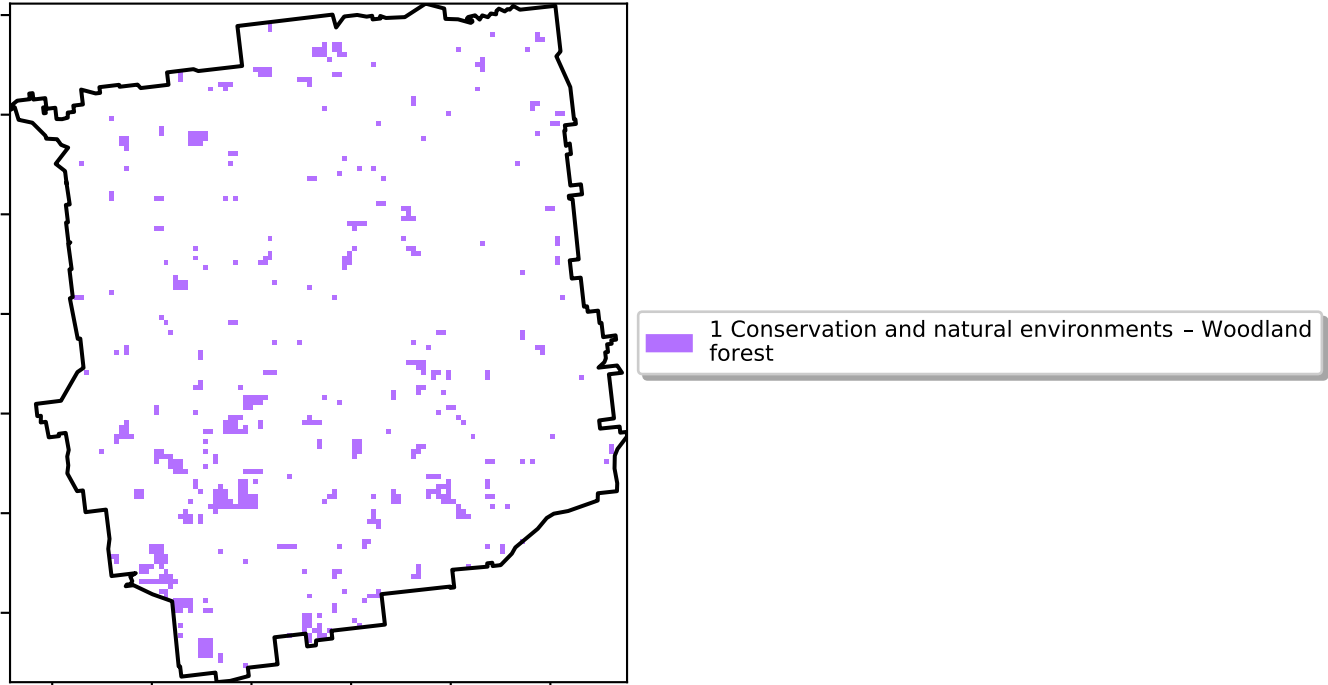 1 Conservation and natural environments – Woodland
forest